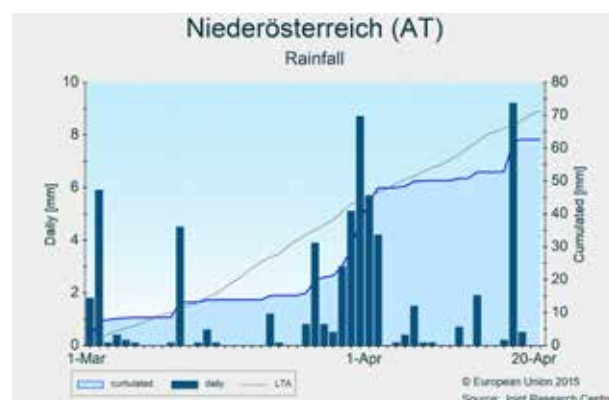 Niederösterreich (AT)
Rainfall
10
8
6
4
2
0
Daily [mm]
80
70
60
50
40
30
20
10
0
Cumulated [mm]
1-Mar
1-Apr
20-Apr
cumulated
daily
LTA
© European Union 2015
Source: Joint Research Centre